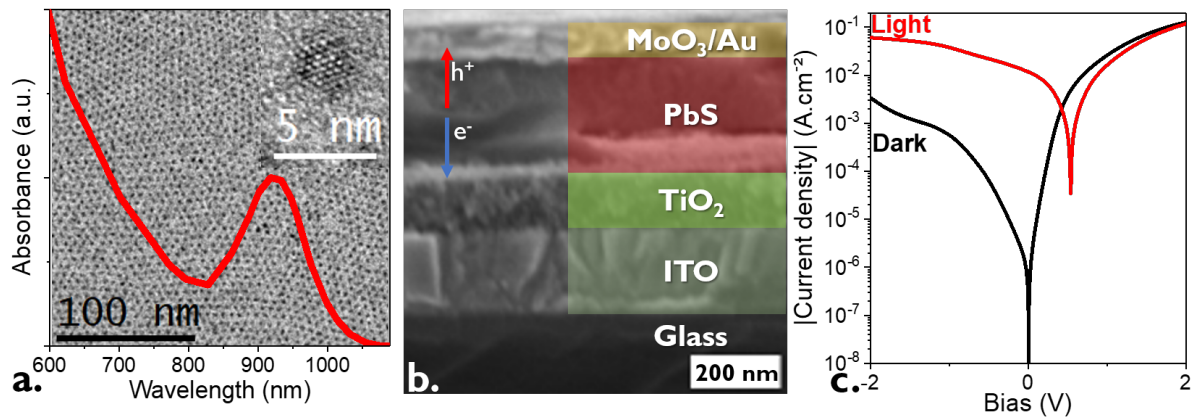 Absorbance (a.u.)
5 nm
100 nm
600 700 800 900 1000
Wavelength (nm)
a.
MoO₃/Au
h⁺
PbS
e⁻
TiO₂
ITO
Glass
200 nm
b.
|Current density| (A.cm⁻²)
10⁻¹
10⁻²
10⁻³
10⁻⁴
10⁻⁵
10⁻⁶
10⁻⁷
10⁻⁸
Light
Dark
-2 0 2
Bias (V)
c.